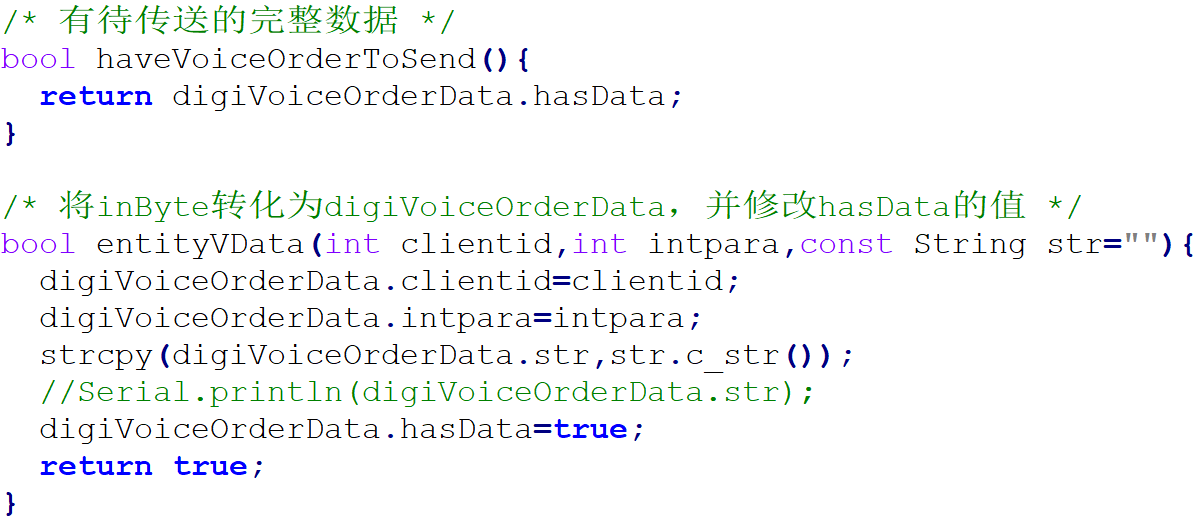 /* 有待传送的完整数据 */
bool haveVoiceOrderToSend(){
  return digiVoiceOrderData.hasData;
}

/* 将inByte转化为digiVoiceOrderData，并修改hasData的值 */
bool entityVData(int clientid,int intpara,const String str=""){
  digiVoiceOrderData.clientid=clientid;
  digiVoiceOrderData.intpara=intpara;
  strcpy(digiVoiceOrderData.str,str.c_str());
  //Serial.println(digiVoiceOrderData.str);
  digiVoiceOrderData.hasData=true;
  return true;
}